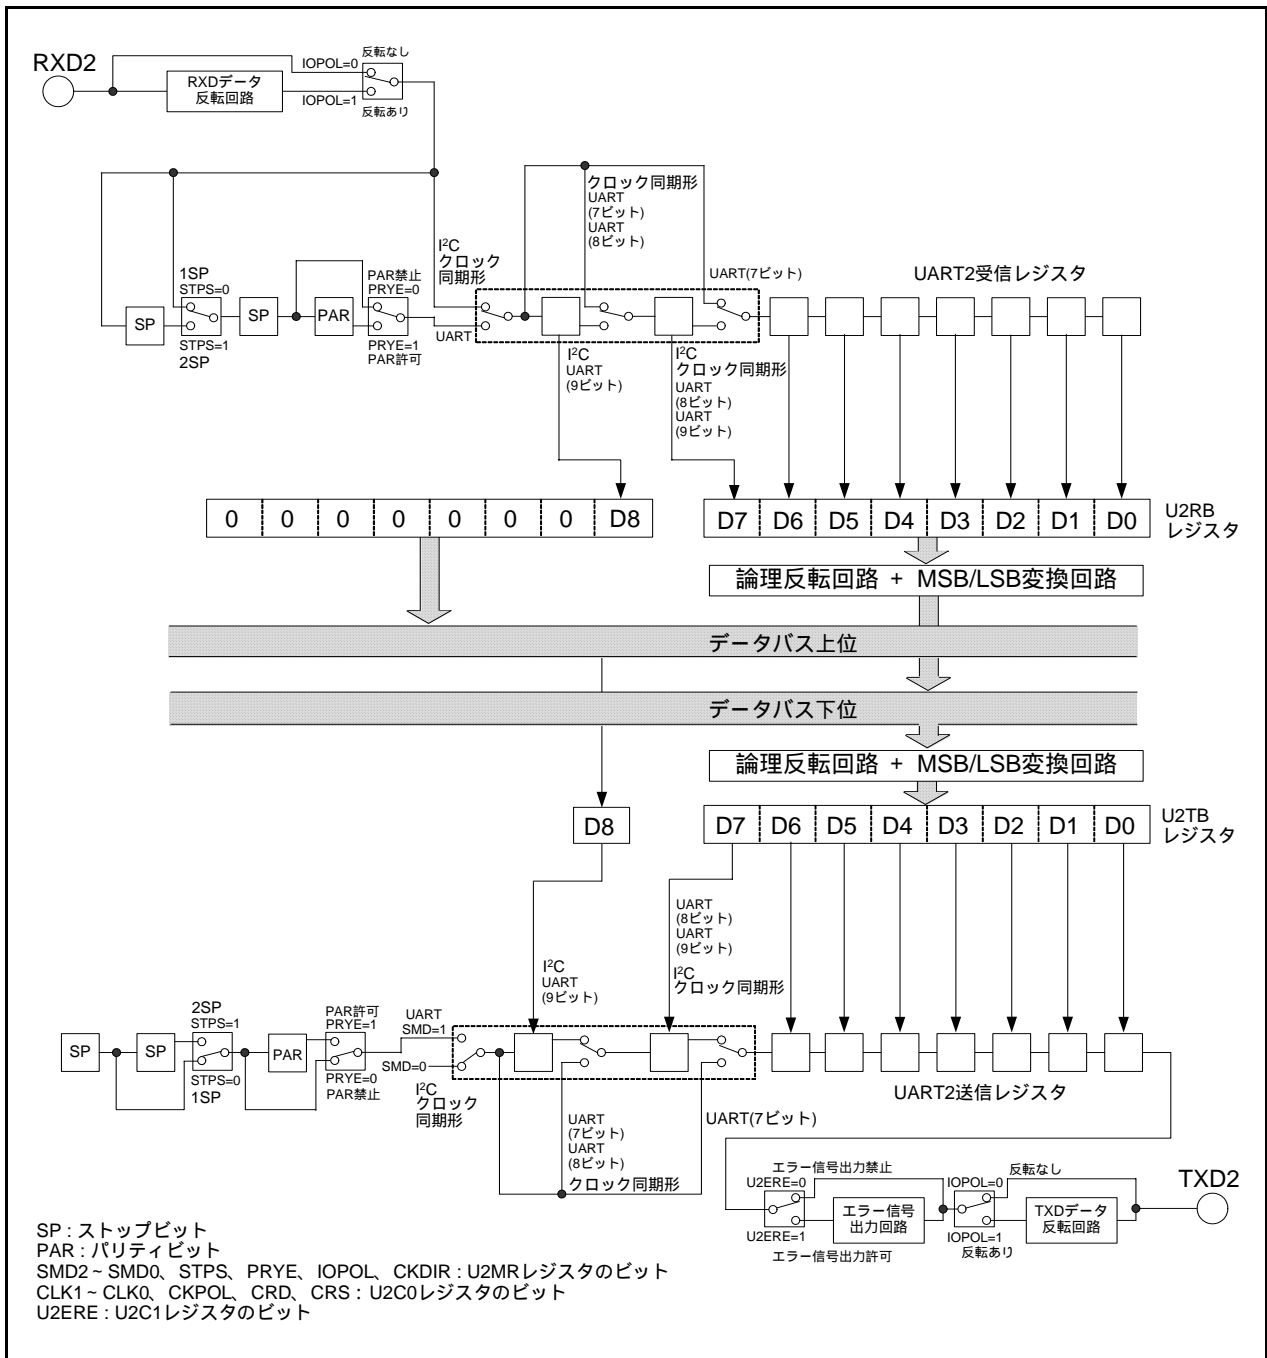 RXD2
RXDデータ
反転回路
IOPOL=0
反転なし
IOPOL=1
反転あり
1SP
STPS=0
SP
STPS=1
2SP
SP
PAR
PAR禁止
PRYE=0
PRYE=1
PAR許可
I²C
クロック
同期形
UART
クロック同期形
UART
(7ビット)
UART
(8ビット)
UART(7ビット)
UART2受信レジスタ
I²C
UART
(9ビット)
I²C
クロック同期形
UART
(8ビット)
UART
(9ビット)
0 0 0 0 0 0 0 D8
D7 D6 D5 D4 D3 D2 D1 D0
U2RB
レジスタ
論理反転回路 + MSB/LSB変換回路
データバス上位
データバス下位
論理反転回路 + MSB/LSB変換回路
D8
D7 D6 D5 D4 D3 D2 D1 D0
U2TB
レジスタ
UART
(8ビット)
UART
(9ビット)
I²C
クロック同期形
I²C
UART
(9ビット)
SP
SP
2SP
STPS=1
STPS=0
1SP
PAR
PAR許可
PRYE=1
PRYE=0
PAR禁止
UART
SMD=1
SMD=0
I²C
クロック
同期形
UART
(7ビット)
UART
(8ビット)
クロック同期形
UART(7ビット)
UART2送信レジスタ
エラー信号出力禁止
U2ERE=0
U2ERE=1
エラー信号出力許可
エラー信号
出力回路
IOPOL=0
反転なし
IOPOL=1
反転あり
TXDデータ
反転回路
TXD2
SP : ストップビット
PAR : パリティビット
SMD2~SMD0、STPS、PRYE、IOPOL、CKDIR : U2MRレジスタのビット
CLK1~CLK0、CKPOL、CRD、CRS : U2C0レジスタのビット
U2ERE : U2C1レジスタのビット